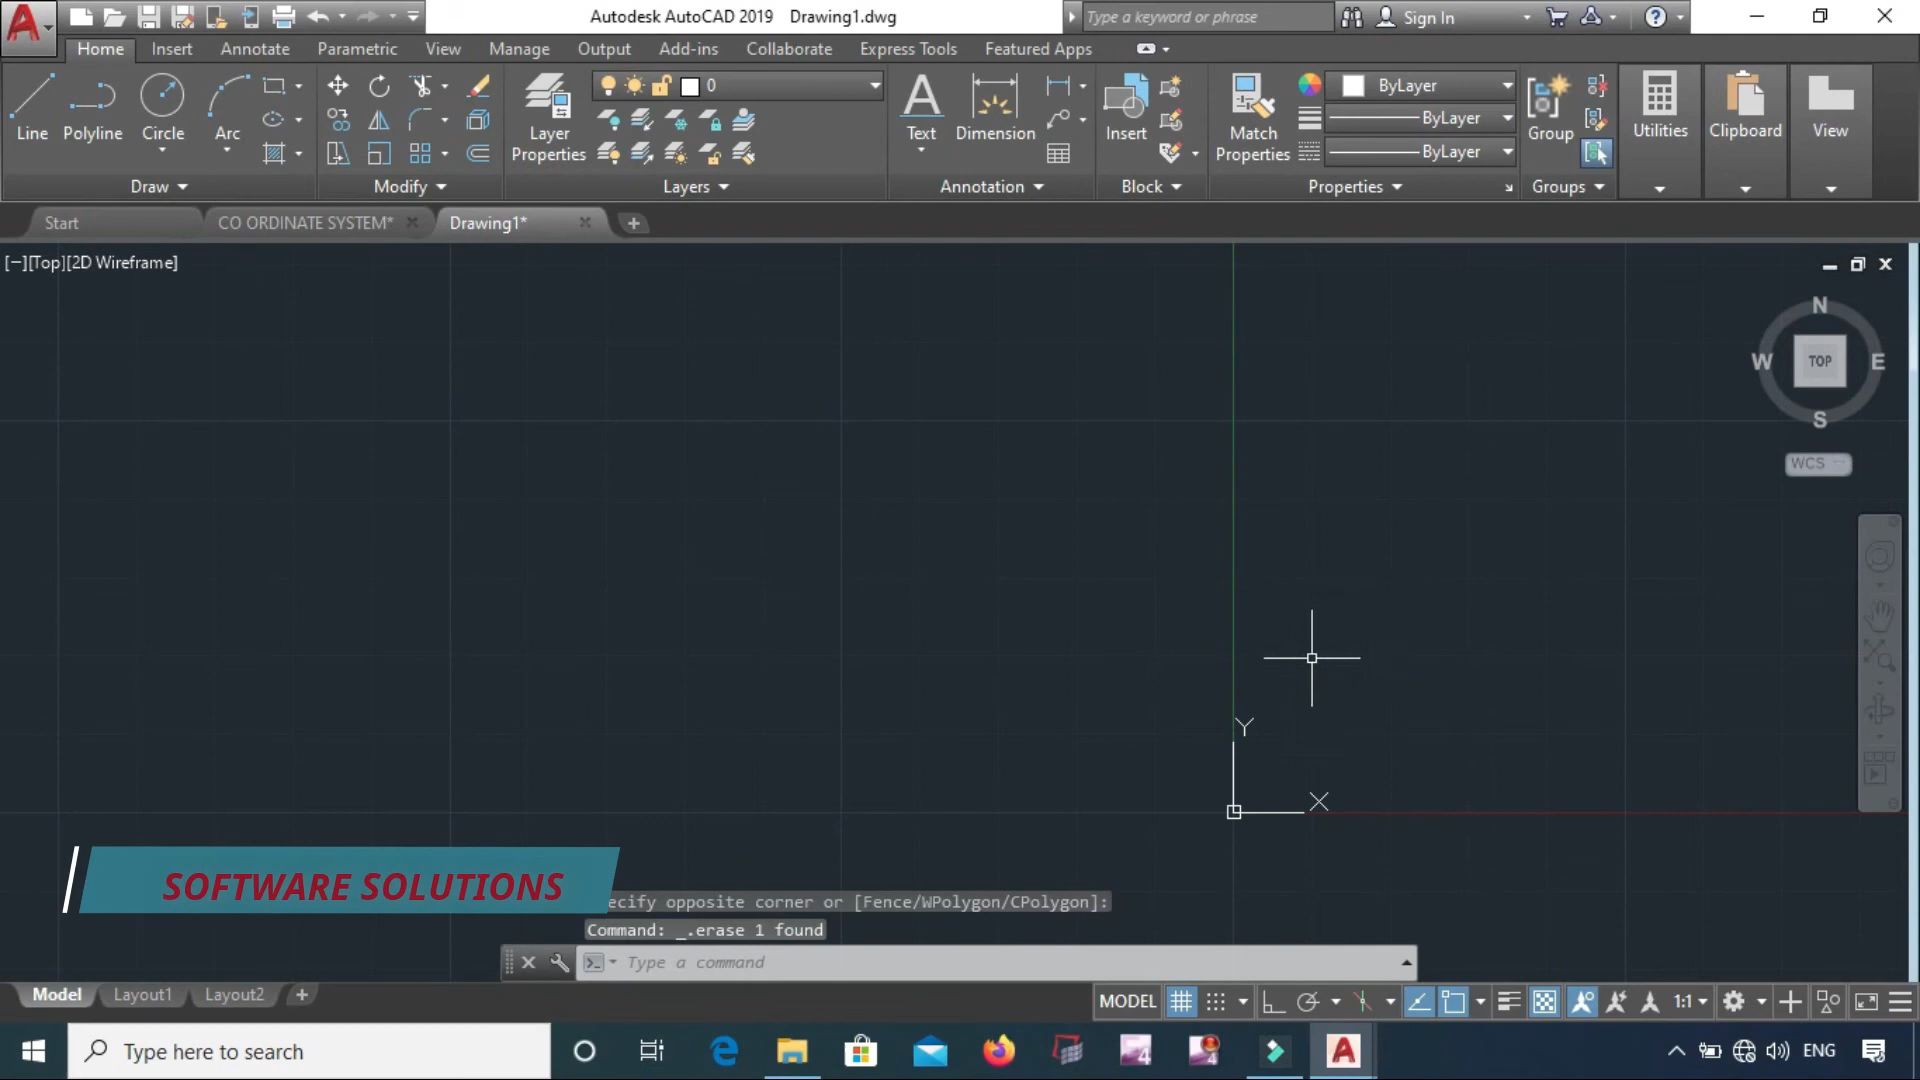 Autodesk AutoCAD 2019 Drawing1.dwg
Type a keyword or phrase
Sign In
Home Insert Annotate Parametric View Manage Output Add-ins Collaborate Express Tools Featured Apps
Line Polyline Circle Arc
Layer Properties
0
Text Dimension
Insert
Match Properties
ByLayer
ByLayer
ByLayer
Group
Utilities Clipboard View
Draw Modify Layers Annotation Block Properties Groups
Start CO ORDINATE SYSTEM* Drawing1*
[−][Top][2D Wireframe]
N
W TOP E
S
WCS
Y
X
SOFTWARE SOLUTIONS
ecify opposite corner or [Fence/WPolygon/CPolygon]:
Command: _.erase 1 found
Type a command
Model Layout1 Layout2
MODEL 1:1
Type here to search
ENG